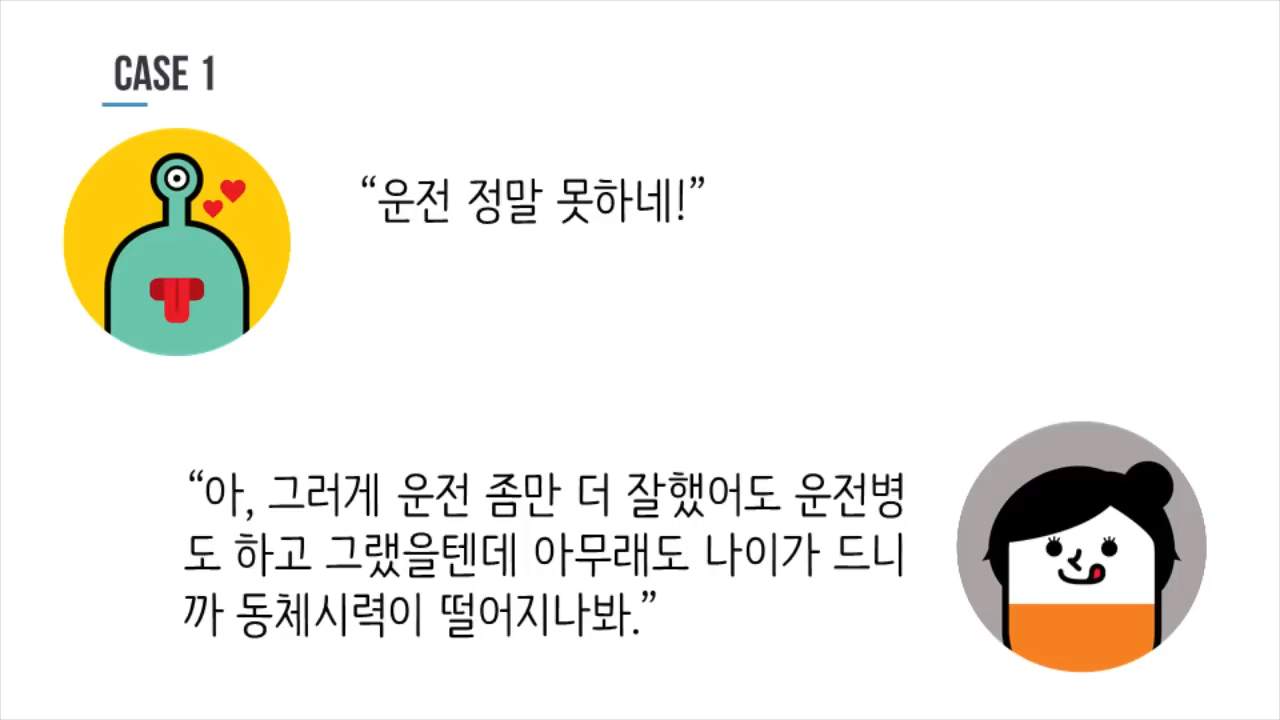 CASE 1
“운전 정말 못하네!”
“아, 그러게 운전 좀만 더 잘했어도 운전병
도 하고 그랬을텐데 아무래도 나이가 드니
까 동체시력이 떨어지나봐.”